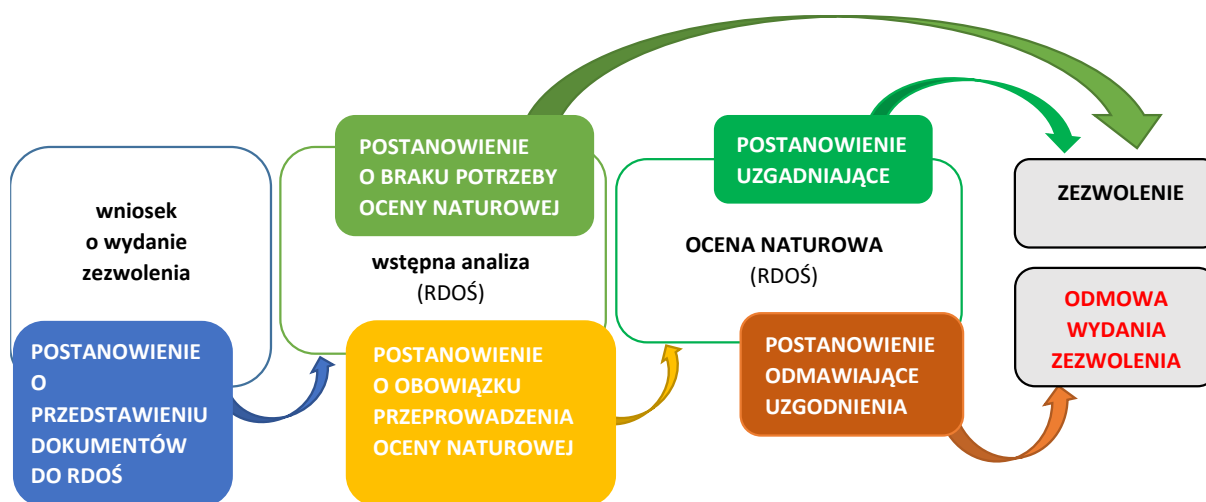 wniosek
o wydanie
zezwolenia
POSTANOWIENIE
O
PRZEDSTAWIENIU
DOKUMENTÓW
DO RDOŚ
POSTANOWIENIE
O BRAKU POTRZEBY
OCENY NATUROWEJ
wstępna analiza
(RDOŚ)
POSTANOWIENIE
O OBOWIĄZKU
PRZEPROWADZENIA
OCENY NATUROWEJ
POSTANOWIENIE
UZGADNIAJĄCE
OCENA NATUROWA
(RDOŚ)
POSTANOWIENIE
ODMAWIAJĄCE
UZGODNIENIA
ZEZWOLENIE
ODMOWA
WYDANIA
ZEZWOLENIA